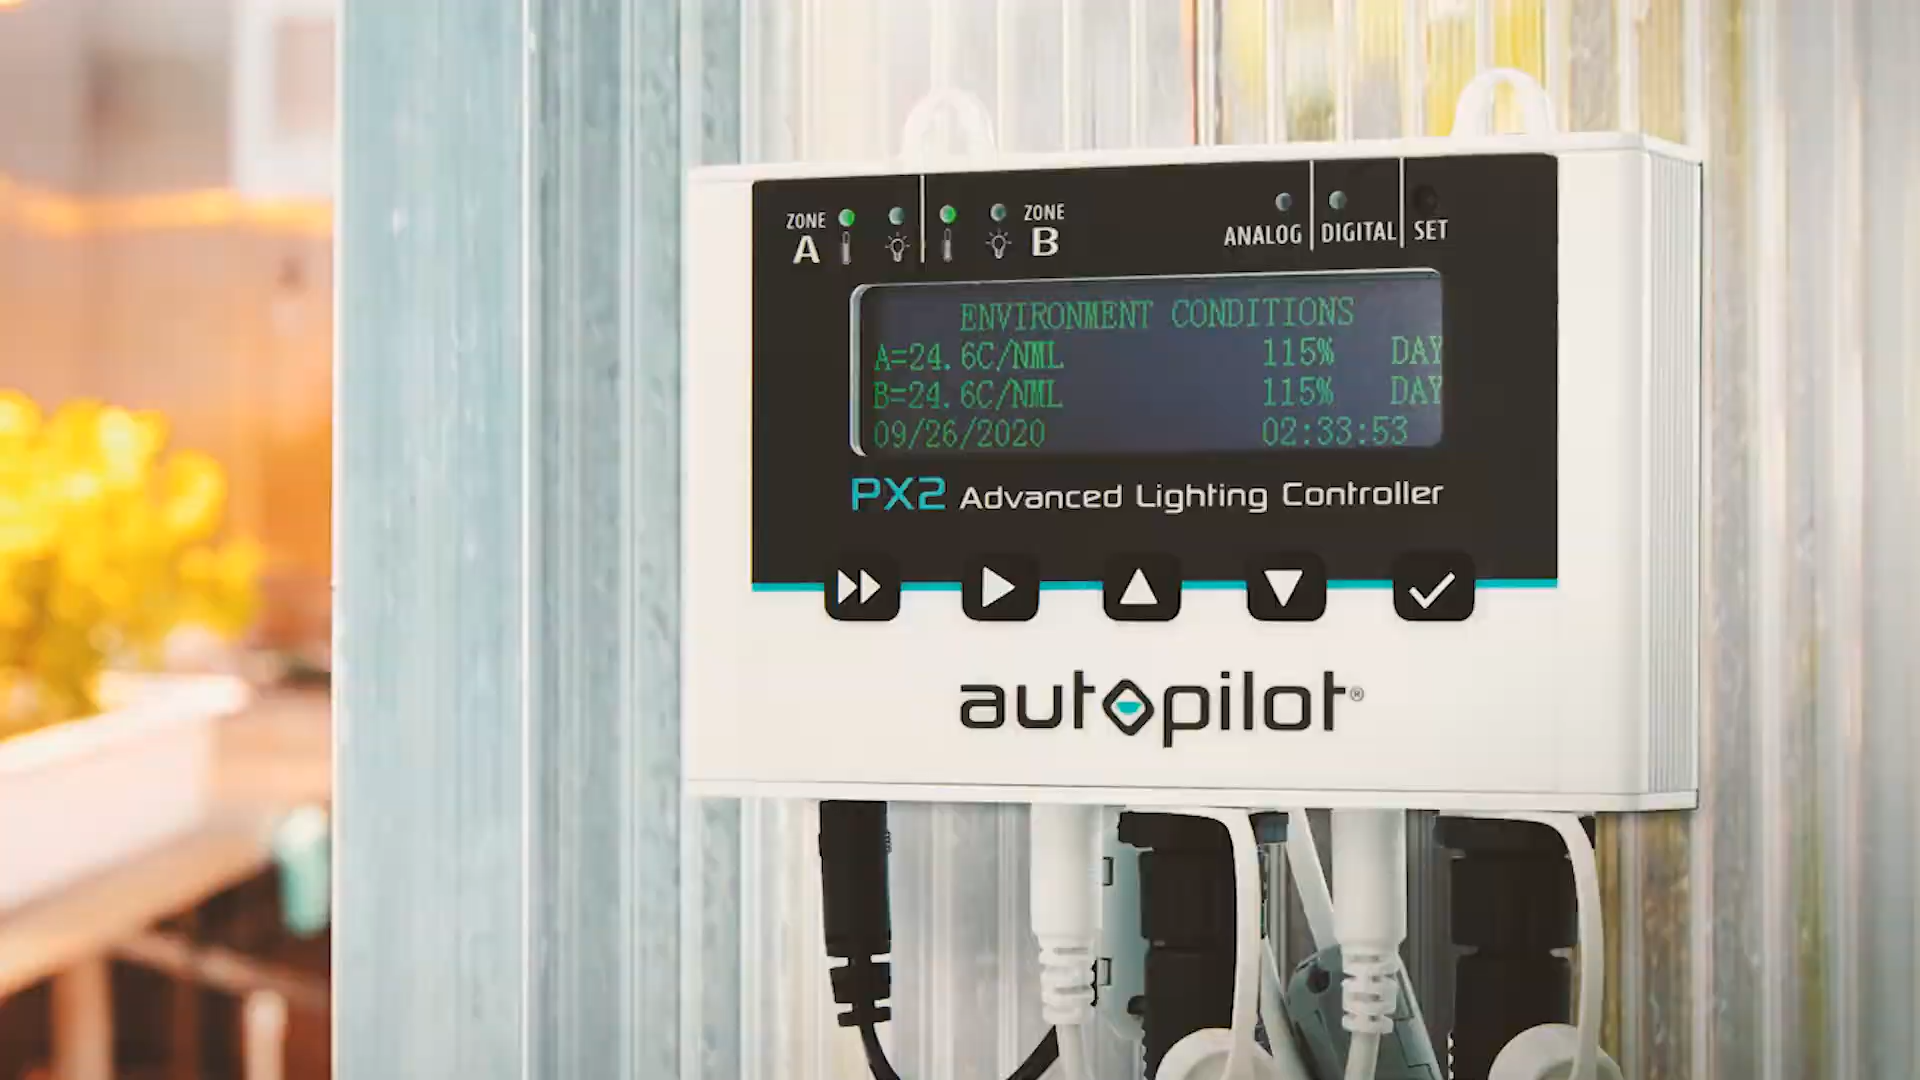 ZONE A
ZONE B
ANALOG DIGITAL SET
ENVIRONMENT CONDITIONS
A=24.6C/NML 115% DAY
B=24.6C/NML 115% DAY
09/26/2020 02:33:53
PX2 Advanced Lighting Controller
autopilot®